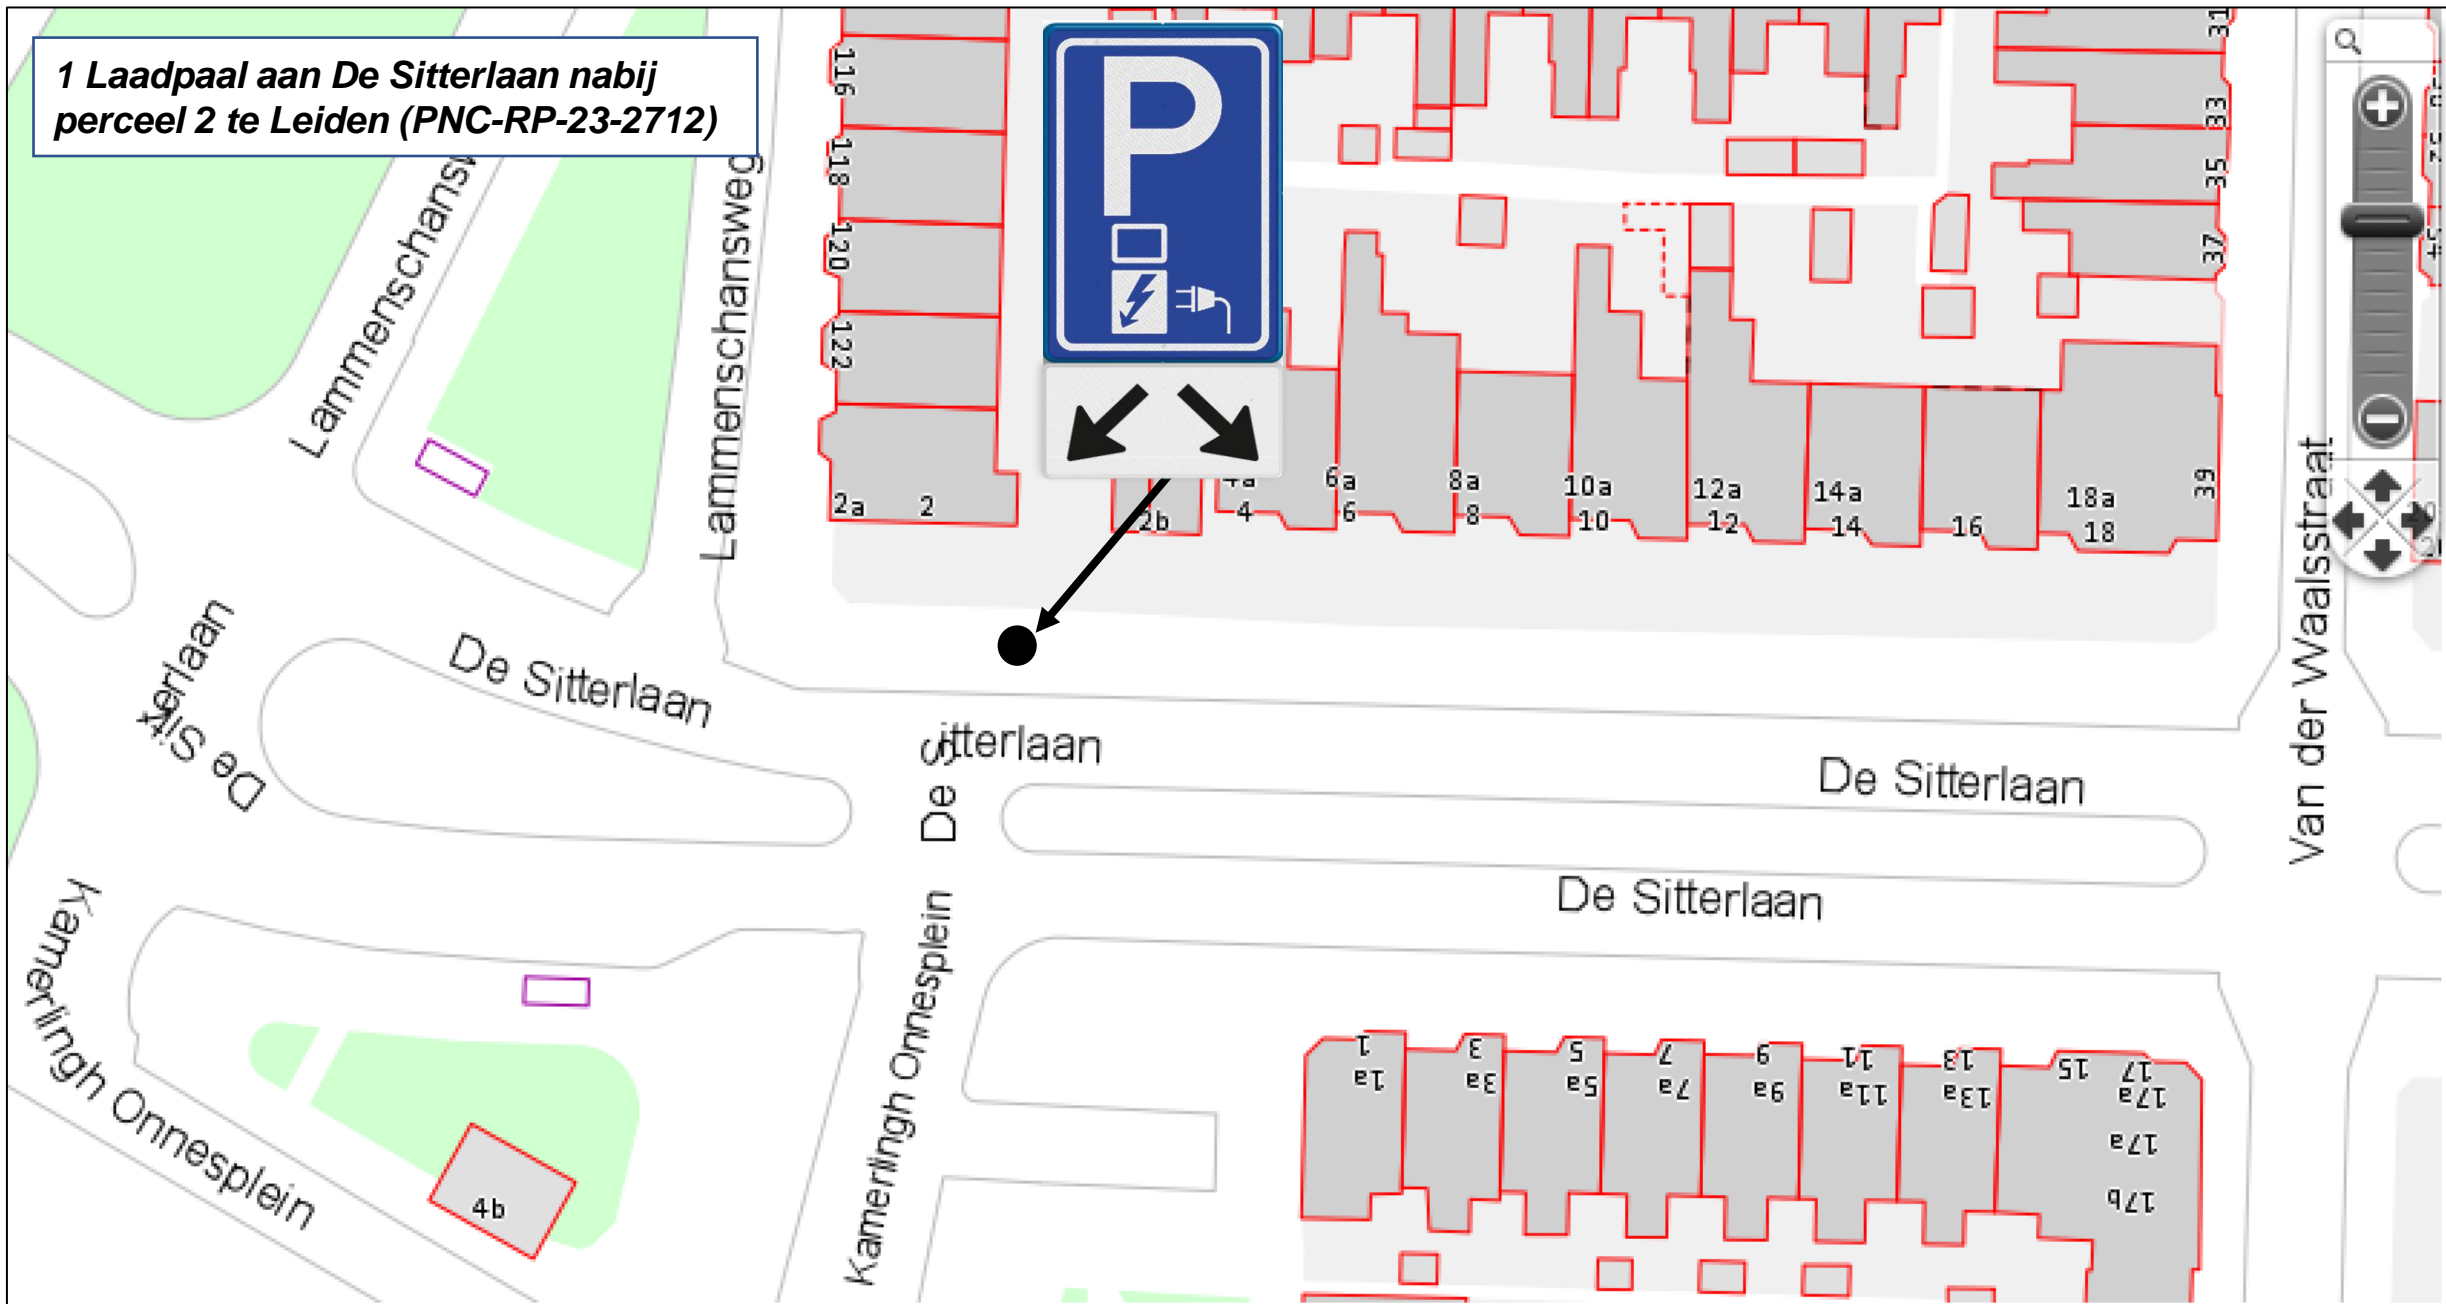 1 Laadpaal aan De Sitterlaan nabij
perceel 2 te Leiden (PNC-RP-23-2712)
P
Lammenschansw
Lammenschansweg
116
118
120
122
2a
2
2b
4a
4
6a
6
8a
8
10a
10
12a
12
14a
14
16
18a
18
39
31
33
35
37
Van der Waalsstraat
De Sitterlaan
De Sitterlaan
De Sitterlaan
De Sitterlaan
De Sitterlaan
Kamerlingh Onnesplein
Kamerlingh Onnesplein
4b
1
1a
3
3a
5
5a
7
7a
9
9a
11
11a
13
13a
15
17
17a
17a
17b